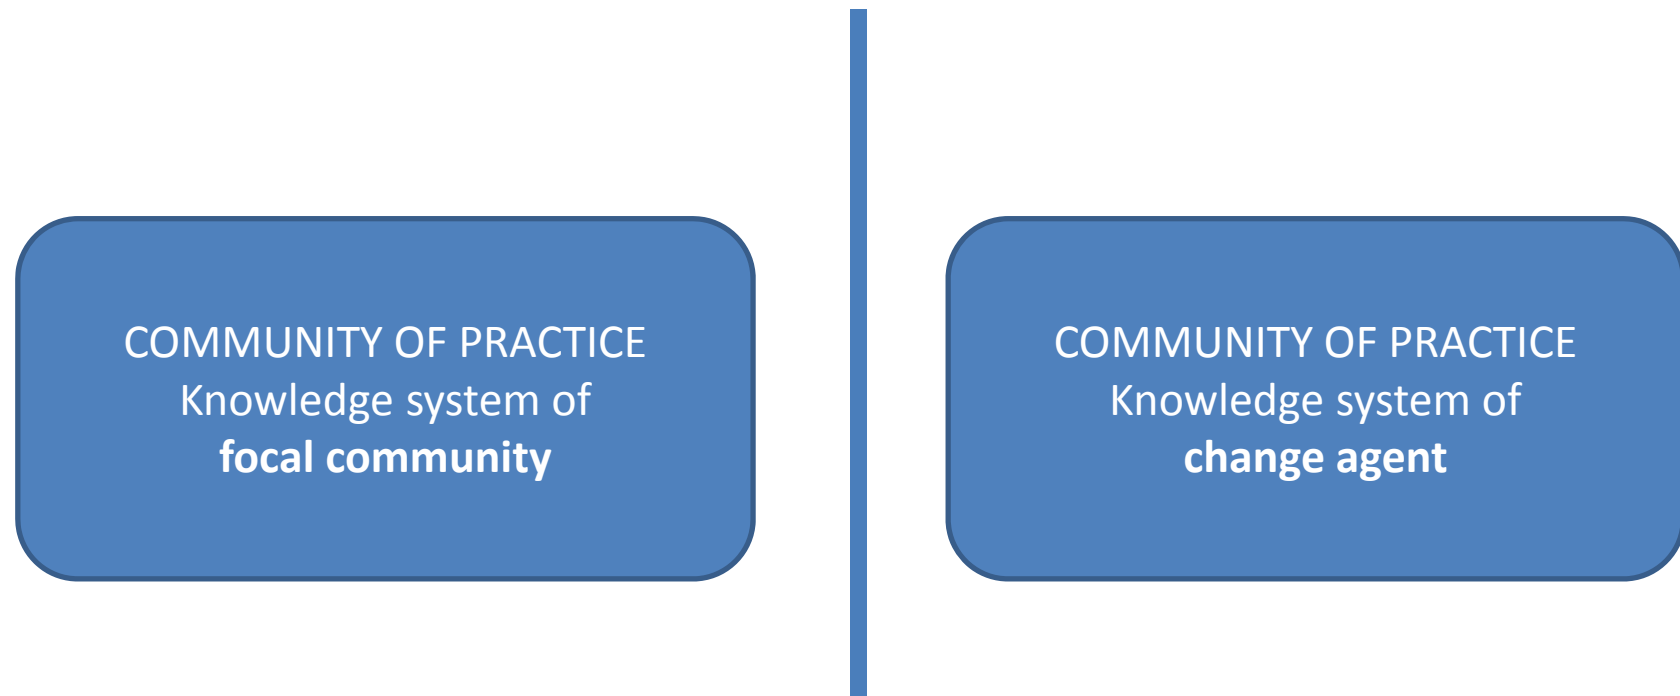 COMMUNITY OF PRACTICE
Knowledge system of
focal community
COMMUNITY OF PRACTICE
Knowledge system of
change agent